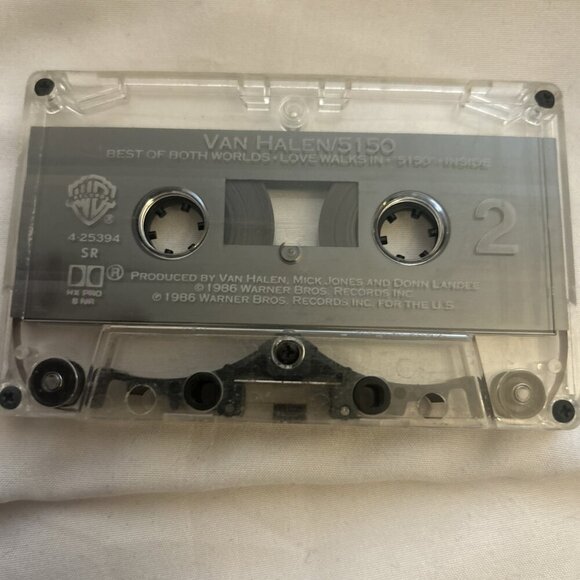 VAN HALEN/5150
BEST OF BOTH WORLDS • LOVE WALKS IN • "5150" • INSIDE
2
4-25394
SR
®
HX PRO
B NR
PRODUCED BY VAN HALEN, MICK JONES AND DONN LANDEE
℗ 1986 WARNER BROS. RECORDS INC.
© 1986 WARNER BROS. RECORDS INC. FOR THE U.S.